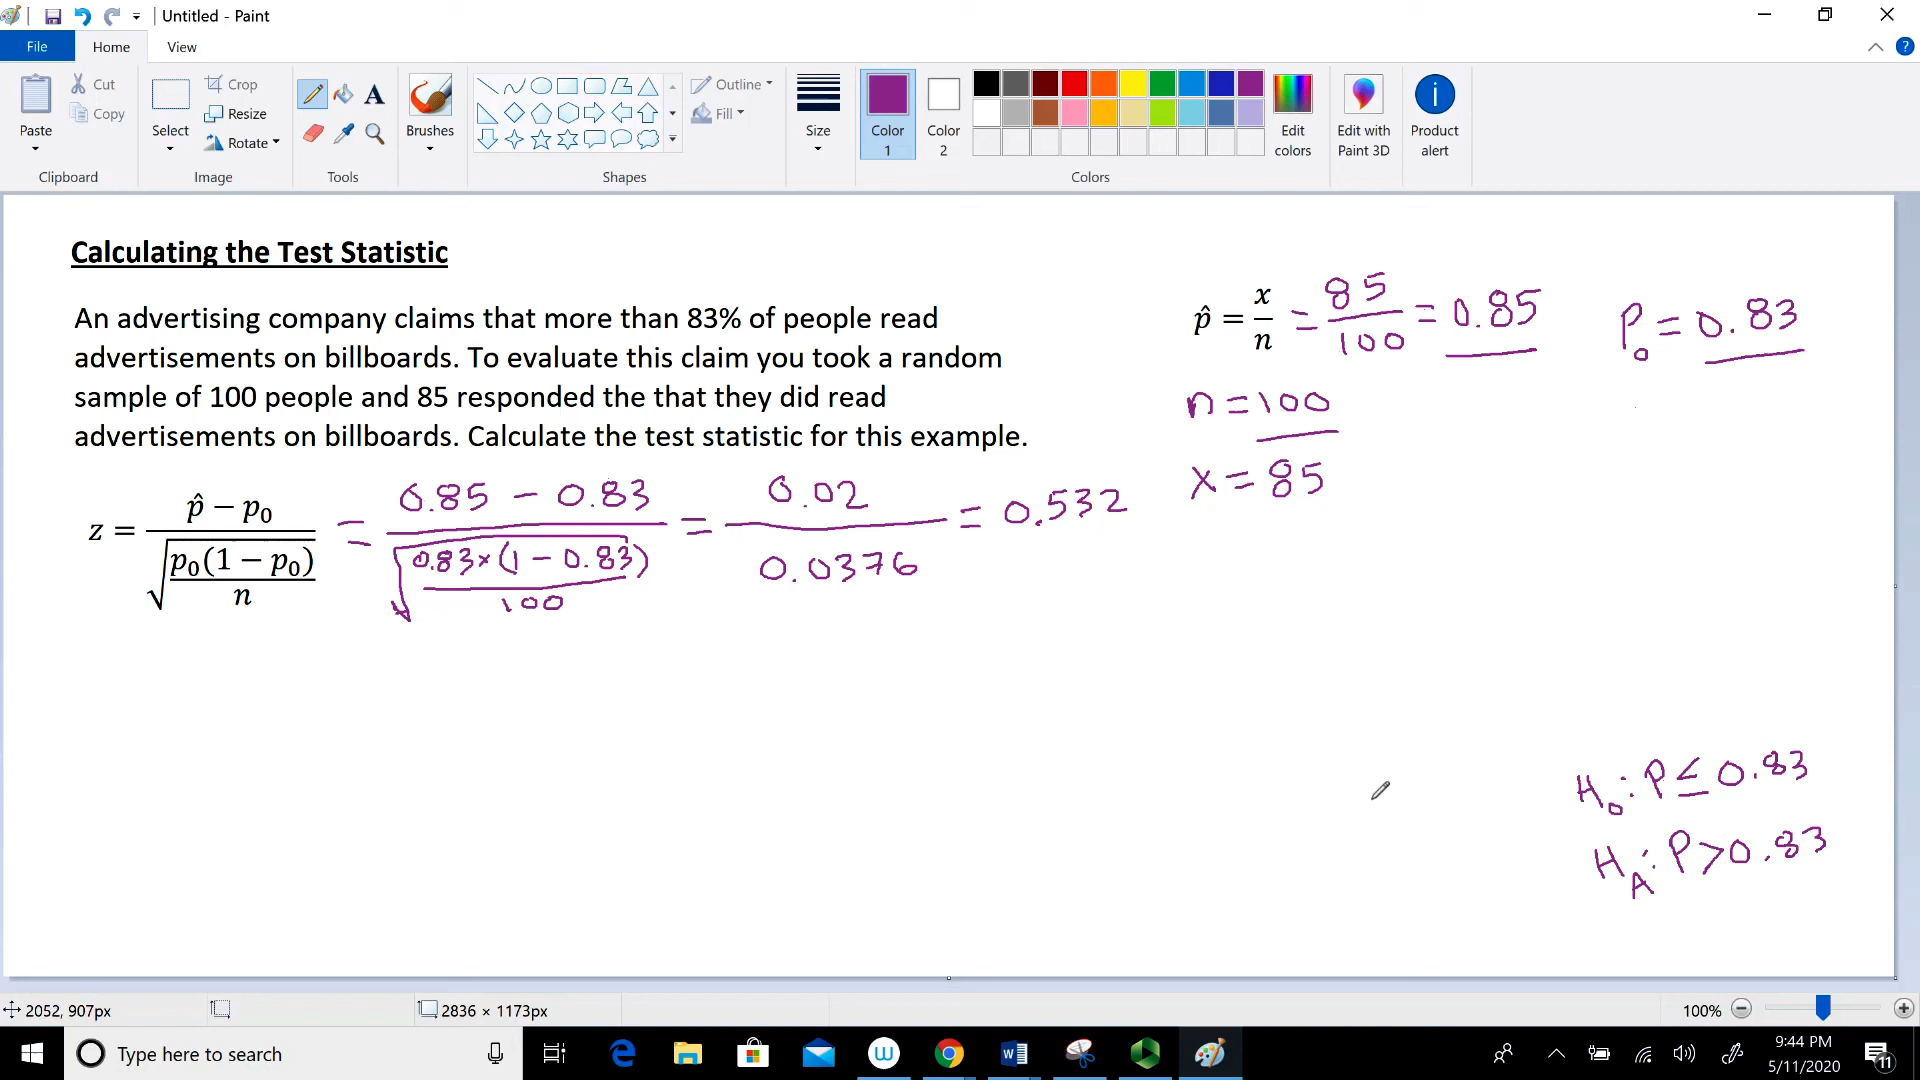 Untitled - Paint
File Home View
Paste Cut Copy Clipboard
Select Crop Resize Rotate Image
Tools
Brushes
Shapes Outline Fill
Size
Color 1
Color 2
Colors
Edit colors
Edit with Paint 3D
Product alert
Calculating the Test Statistic
An advertising company claims that more than 83% of people read
advertisements on billboards. To evaluate this claim you took a random
sample of 100 people and 85 responded the that they did read
advertisements on billboards. Calculate the test statistic for this example.
p̂ = x/n = 85/100 = 0.85
P₀ = 0.83
n = 100
x = 85
z = (p̂ − p₀)/√(p₀(1 − p₀)/n) = (0.85 − 0.83)/√(0.83×(1 − 0.83)/100) = 0.02/0.0376 = 0.532
H₀: P ≤ 0.83
H_A: P > 0.83
2052, 907px
2836 × 1173px
100%
Type here to search
9:44 PM
5/11/2020
11